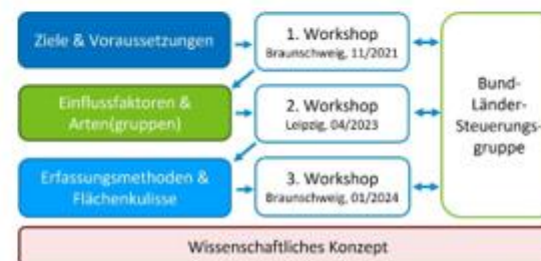 Ziele & Voraussetzungen
1. Workshop
Braunschweig, 11/2021
Einflussfaktoren &
Arten(gruppen)
2. Workshop
Leipzig, 04/2023
Erfassungsmethoden &
Flächenkulisse
3. Workshop
Braunschweig, 01/2024
Bund-
Länder-
Steuerungs-
gruppe
Wissenschaftliches Konzept